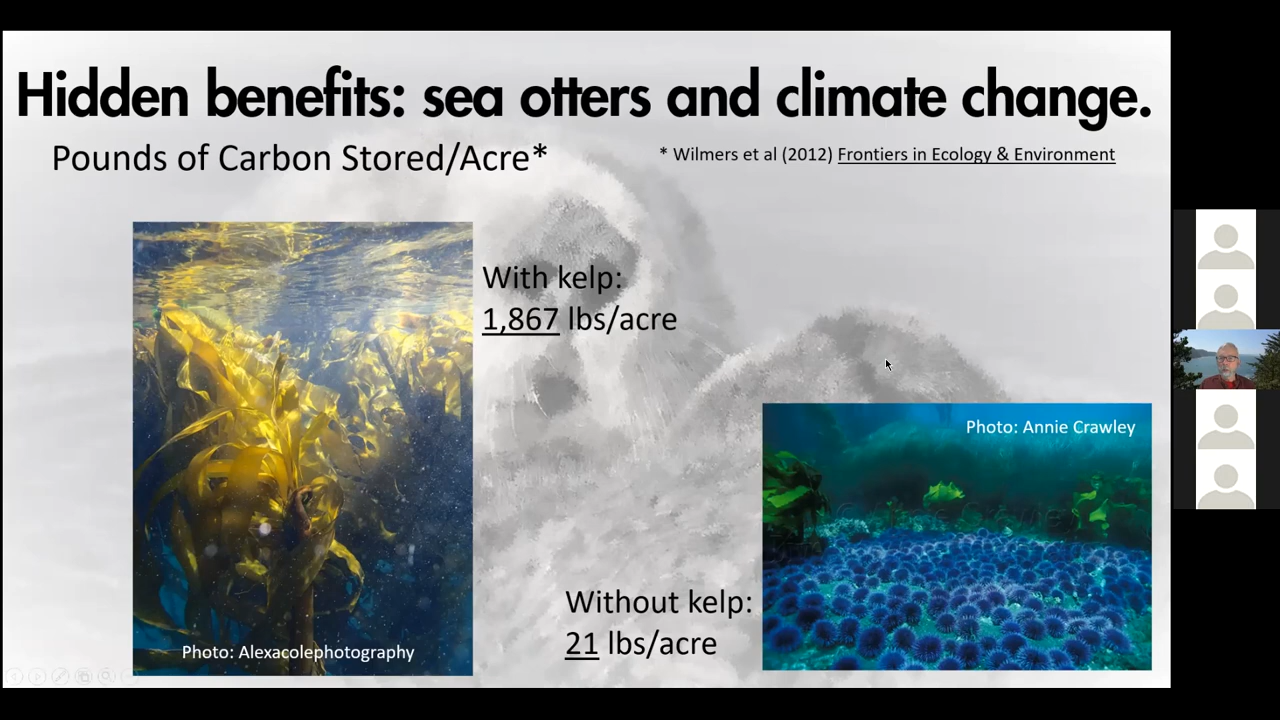 Hidden benefits: sea otters and climate change.
Pounds of Carbon Stored/Acre*
* Wilmers et al (2012) Frontiers in Ecology & Environment
With kelp:
1,867 lbs/acre
Photo: Annie Crawley
Without kelp:
21 lbs/acre
Photo: Alexacolephotography